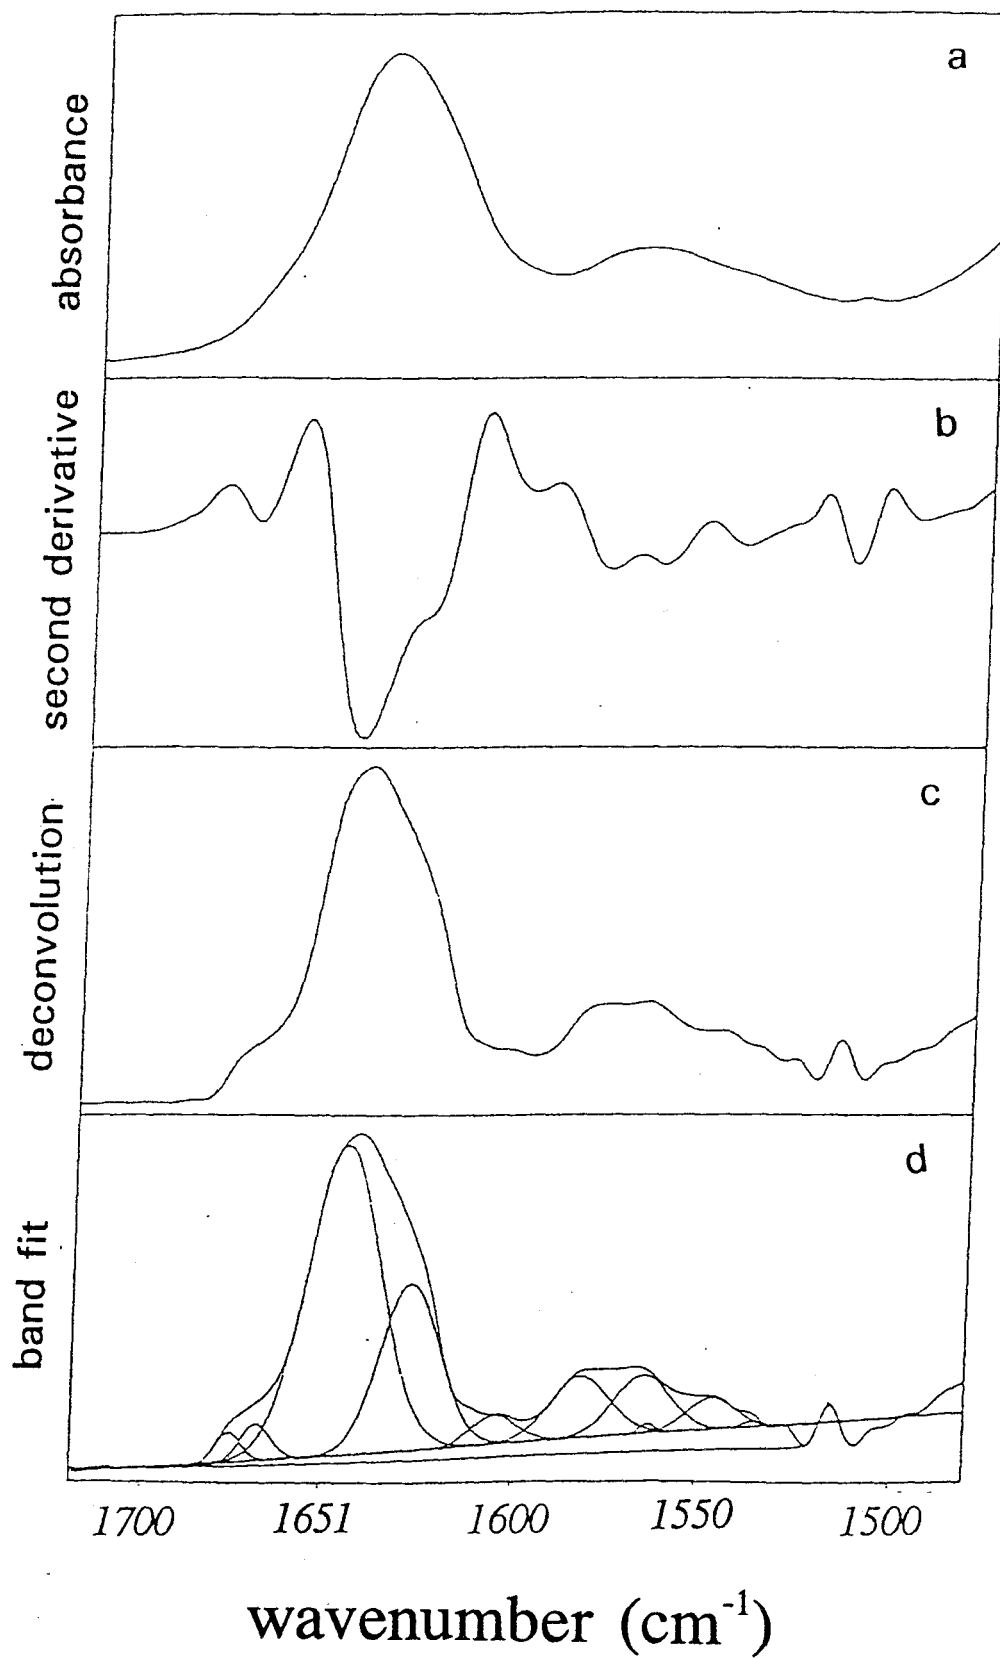 a
absorbance
b
second derivative
c
deconvolution
d
band fit
1700 1651 1600 1550 1500
wavenumber (cm-1)